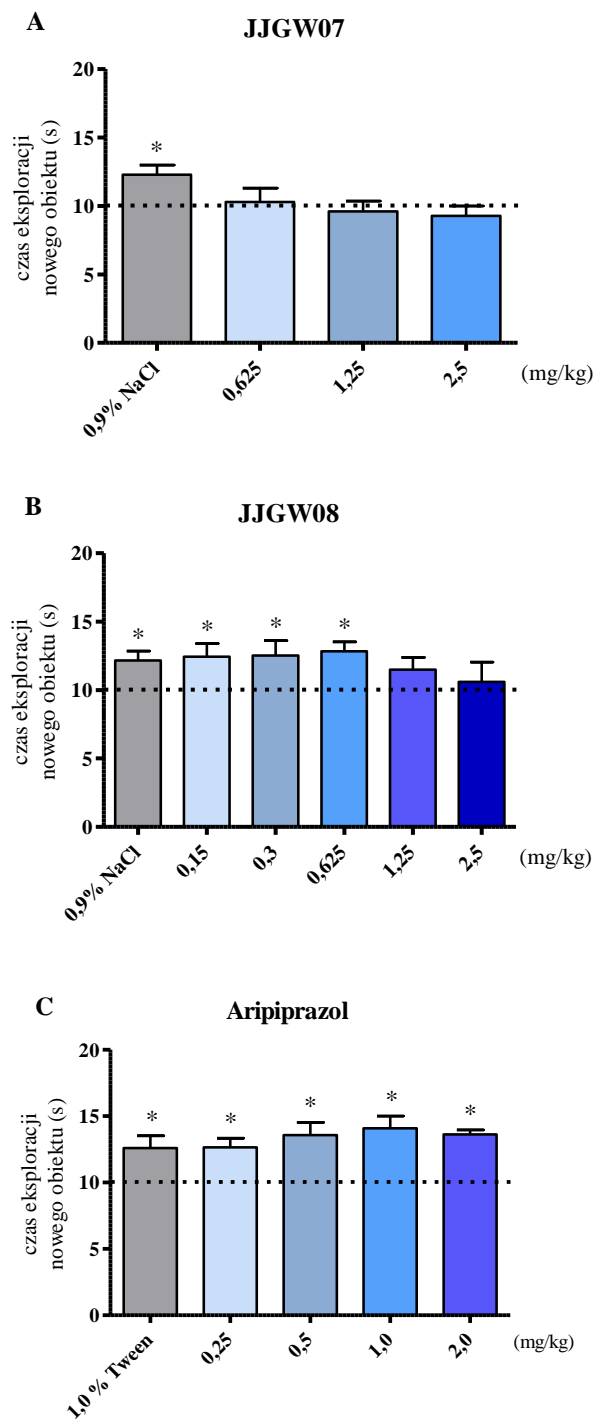 A
JJGW07
czas eksploracji
nowego obiektu (s)
20
15
10
5
0
*
0,9% NaCl
0,625
1,25
2,5
(mg/kg)
B
JJGW08
czas eksploracji
nowego obiektu (s)
20
15
10
5
0
* * * *
0,9% NaCl
0,15
0,3
0,625
1,25
2,5
(mg/kg)
C
Aripiprazol
czas eksploracji
nowego obiektu (s)
20
15
10
5
0
* * * * *
1,0 % Tween
0,25
0,5
1,0
2,0
(mg/kg)